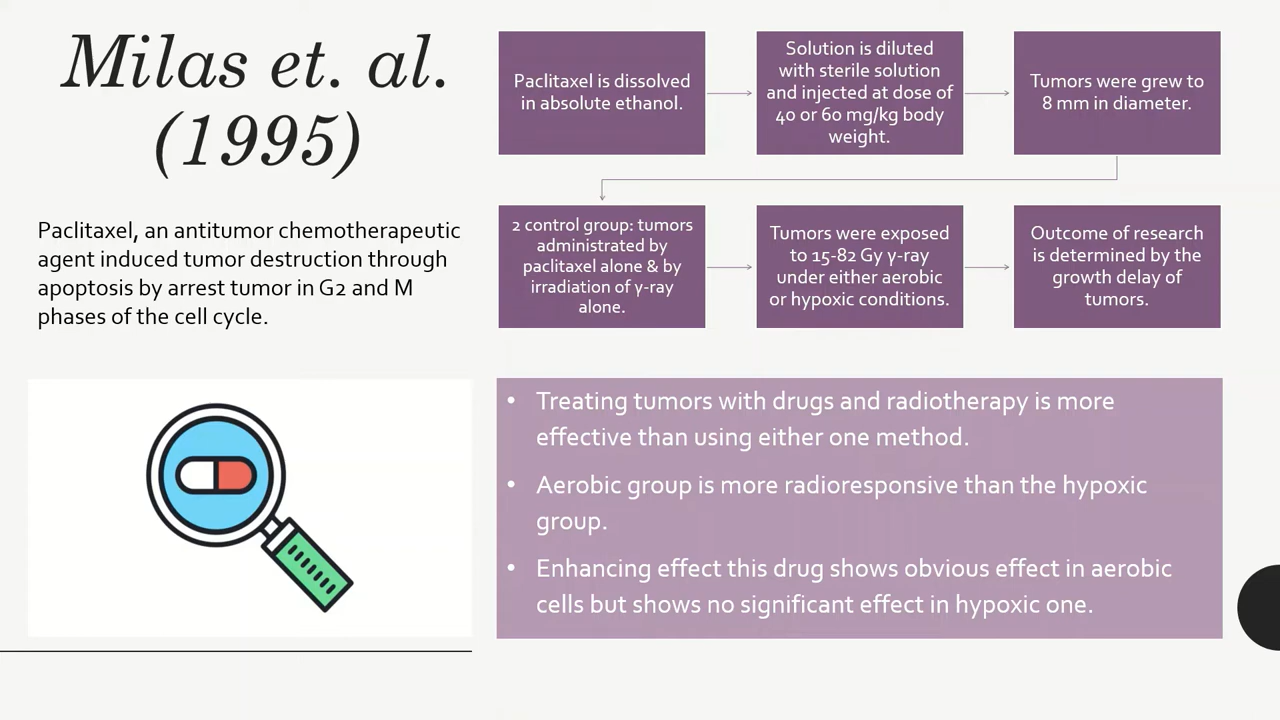 Milas et. al.
(1995)
Paclitaxel, an antitumor chemotherapeutic
agent induced tumor destruction through
apoptosis by arrest tumor in G2 and M
phases of the cell cycle.
Paclitaxel is dissolved
in absolute ethanol.
Solution is diluted
with sterile solution
and injected at dose of
40 or 60 mg/kg body
weight.
Tumors were grew to
8 mm in diameter.
2 control group: tumors
administrated by
paclitaxel alone & by
irradiation of γ-ray
alone.
Tumors were exposed
to 15-82 Gy γ-ray
under either aerobic
or hypoxic conditions.
Outcome of research
is determined by the
growth delay of
tumors.
• Treating tumors with drugs and radiotherapy is more
effective than using either one method.
• Aerobic group is more radioresponsive than the hypoxic
group.
• Enhancing effect this drug shows obvious effect in aerobic
cells but shows no significant effect in hypoxic one.